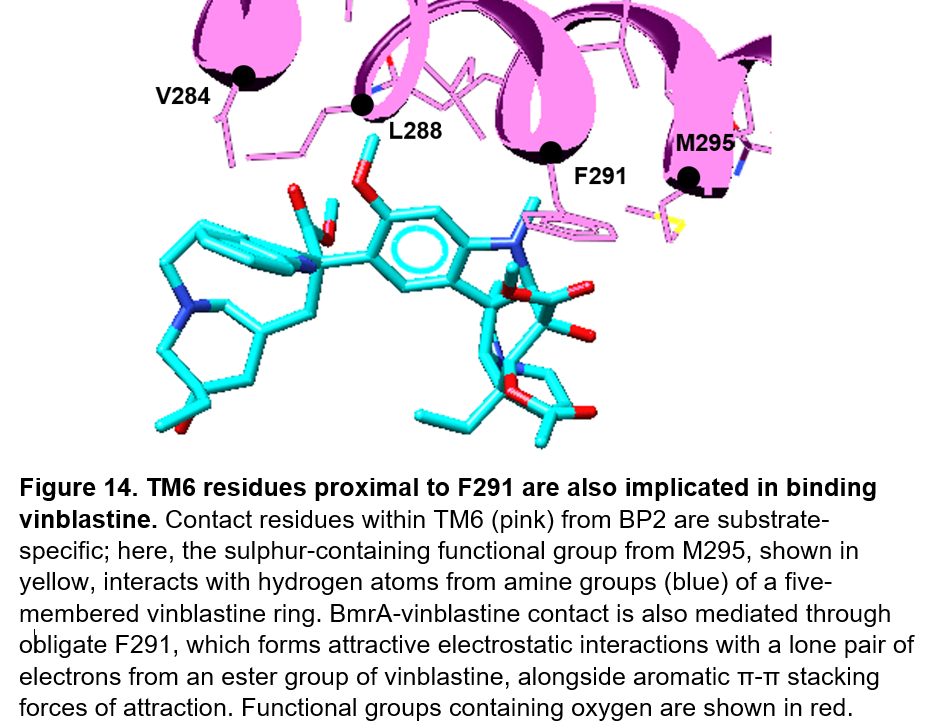 V284
L288
M295
F291
Figure 14. TM6 residues proximal to F291 are also implicated in binding
vinblastine. Contact residues within TM6 (pink) from BP2 are substrate-
specific; here, the sulphur-containing functional group from M295, shown in
yellow, interacts with hydrogen atoms from amine groups (blue) of a five-
membered vinblastine ring. BmrA-vinblastine contact is also mediated through
obligate F291, which forms attractive electrostatic interactions with a lone pair of
electrons from an ester group of vinblastine, alongside aromatic π-π stacking
forces of attraction. Functional groups containing oxygen are shown in red.